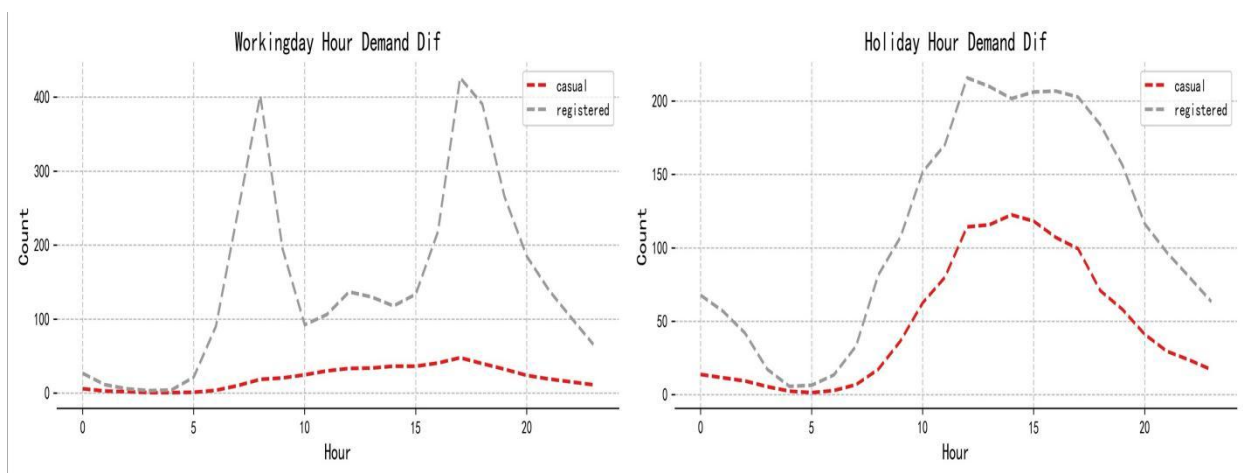 Workingday Hour Demand Dif
casual
registered
400
300
200
100
0
Count
0
5
10
15
20
Hour
Holiday Hour Demand Dif
casual
registered
200
150
100
50
0
Count
0
5
10
15
20
Hour